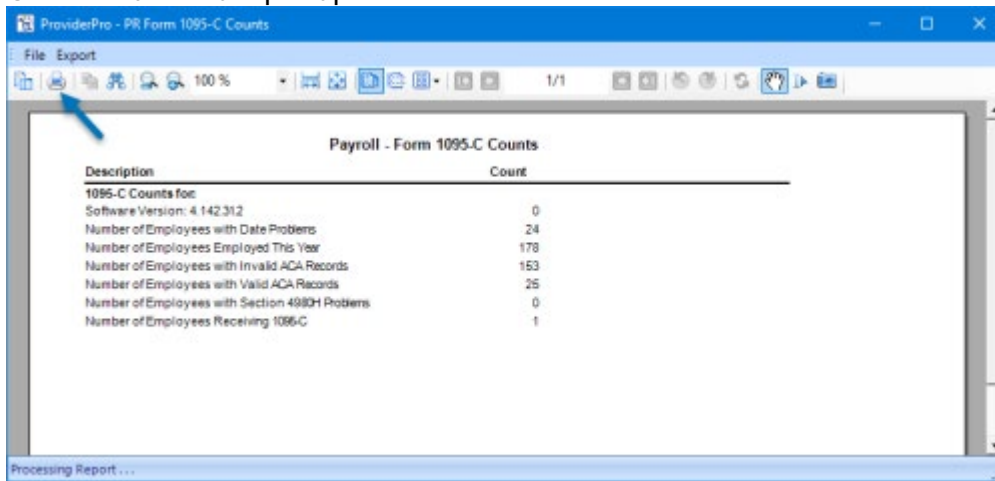 ProviderPro - PR Form 1095-C Counts
File Export
100 %
1/1
Payroll - Form 1095-C Counts
Description Count
1095-C Counts for:
Software Version: 4.142.312 0
Number of Employees with Date Problems 24
Number of Employees Employed This Year 178
Number of Employees with Invalid ACA Records 153
Number of Employees with Valid ACA Records 25
Number of Employees with Section 4980H Problems 0
Number of Employees Receiving 1095-C 1
Processing Report . . .